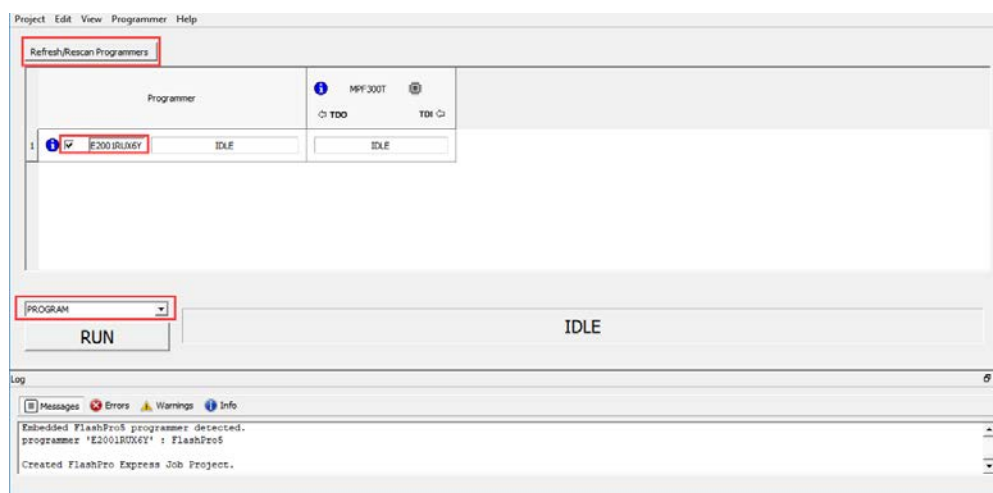 Project Edit View Programmer Help
Refresh/Rescan Programmers
Programmer
MPF300T
TDO TDI
1 E2001RUX6Y IDLE IDLE
PROGRAM
RUN
IDLE
Log
Messages Errors Warnings Info
Embedded FlashPro5 programmer detected.
programmer 'E2001RUX6Y' : FlashPro5
Created FlashPro Express Job Project.